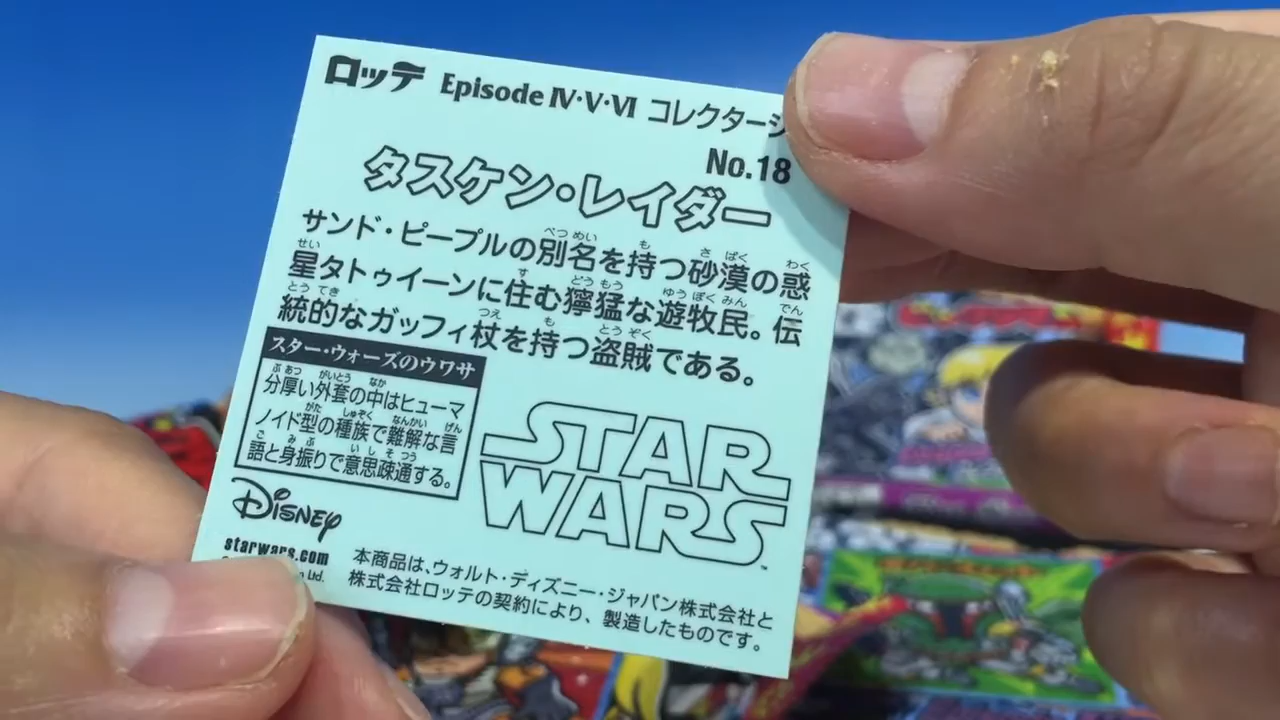 ロッテ Episode Ⅳ・Ⅴ・Ⅵ コレクターシ
No.18
タスケン・レイダー
サンド・ピープルの別名を持つ砂漠の惑
星タトゥイーンに住む獰猛な遊牧民。伝
統的なガッフィ杖を持つ盗賊である。
スター・ウォーズのウワサ
分厚い外套の中はヒューマ
ノイド型の種族で難解な言
語と身振りで意思疎通する。
STAR
WARS
Disney
starwars.com
Ltd.
本商品は、ウォルト・ディズニー・ジャパン株式会社と
株式会社ロッテの契約により、製造したものです。